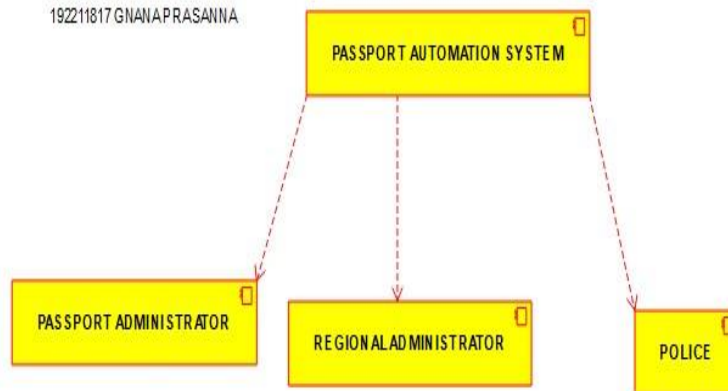 192211817 GNANAPRASANNA
PASSPORT AUTOMATION SYSTEM
PASSPORT ADMINISTRATOR
REGIONALADMINISTRATOR
POLICE